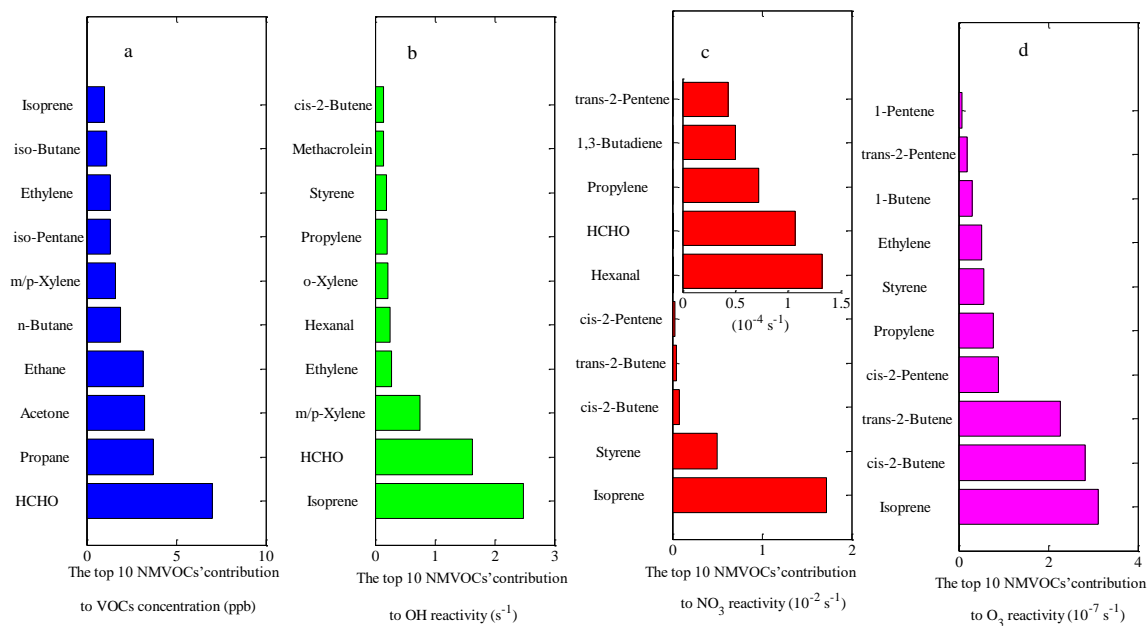 a
Isoprene
iso-Butane
Ethylene
iso-Pentane
m/p-Xylene
n-Butane
Ethane
Acetone
Propane
HCHO
0 5 10
The top 10 NMVOCs'contribution
to VOCs concentration (ppb)
b
cis-2-Butene
Methacrolein
Styrene
Propylene
o-Xylene
Hexanal
Ethylene
m/p-Xylene
HCHO
Isoprene
0 1 2 3
The top 10 NMVOCs'contribution
to OH reactivity (s-1)
c
trans-2-Pentene
1,3-Butadiene
Propylene
HCHO
Hexanal
0 0.5 1 1.5
(10-4 s-1)
cis-2-Pentene
trans-2-Butene
cis-2-Butene
Styrene
Isoprene
0 1 2
The top 10 NMVOCs'contribution
to NO3 reactivity (10-2 s-1)
d
1-Pentene
trans-2-Pentene
1-Butene
Ethylene
Styrene
Propylene
cis-2-Pentene
trans-2-Butene
cis-2-Butene
Isoprene
0 2 4
The top 10 NMVOCs'contribution
to O3 reactivity (10-7 s-1)